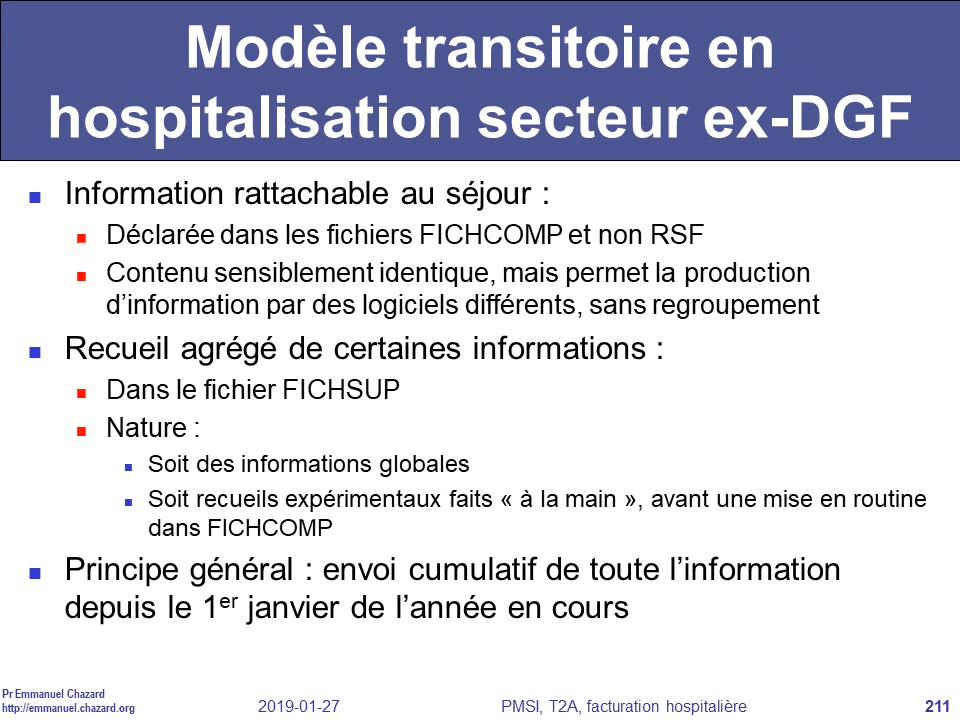 Modèle transitoire en
hospitalisation secteur ex-DGF
Information rattachable au séjour :
Déclarée dans les fichiers FICHCOMP et non RSF
Contenu sensiblement identique, mais permet la production
d’information par des logiciels différents, sans regroupement
Recueil agrégé de certaines informations :
Dans le fichier FICHSUP
Nature :
Soit des informations globales
Soit recueils expérimentaux faits « à la main », avant une mise en routine
dans FICHCOMP
Principe général : envoi cumulatif de toute l’information
depuis le 1er janvier de l’année en cours
Pr Emmanuel Chazard
http://emmanuel.chazard.org
2019-01-27
PMSI, T2A, facturation hospitalière
211